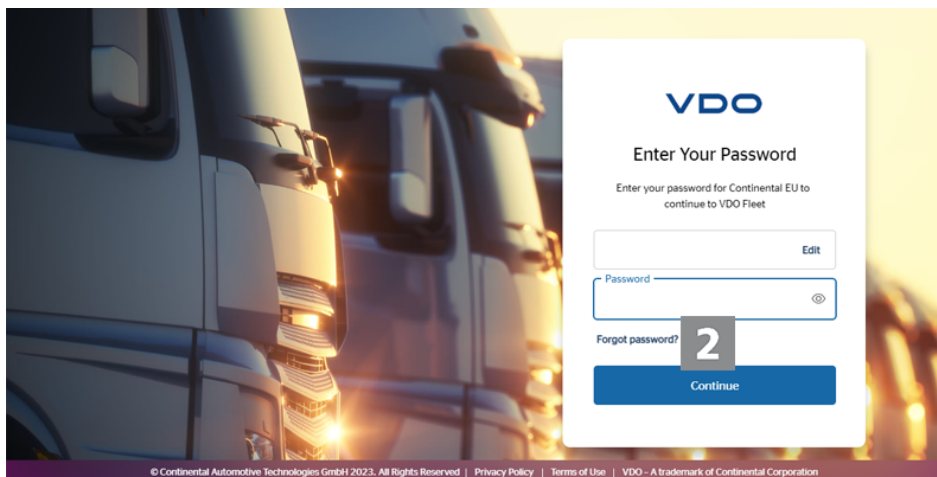 VDO
Enter Your Password
Enter your password for Continental EU to
continue to VDO Fleet
Edit
Password
Forgot password?
2
Continue
© Continental Automotive Technologies GmbH 2023. All Rights Reserved | Privacy Policy | Terms of Use | VDO - A trademark of Continental Corporation